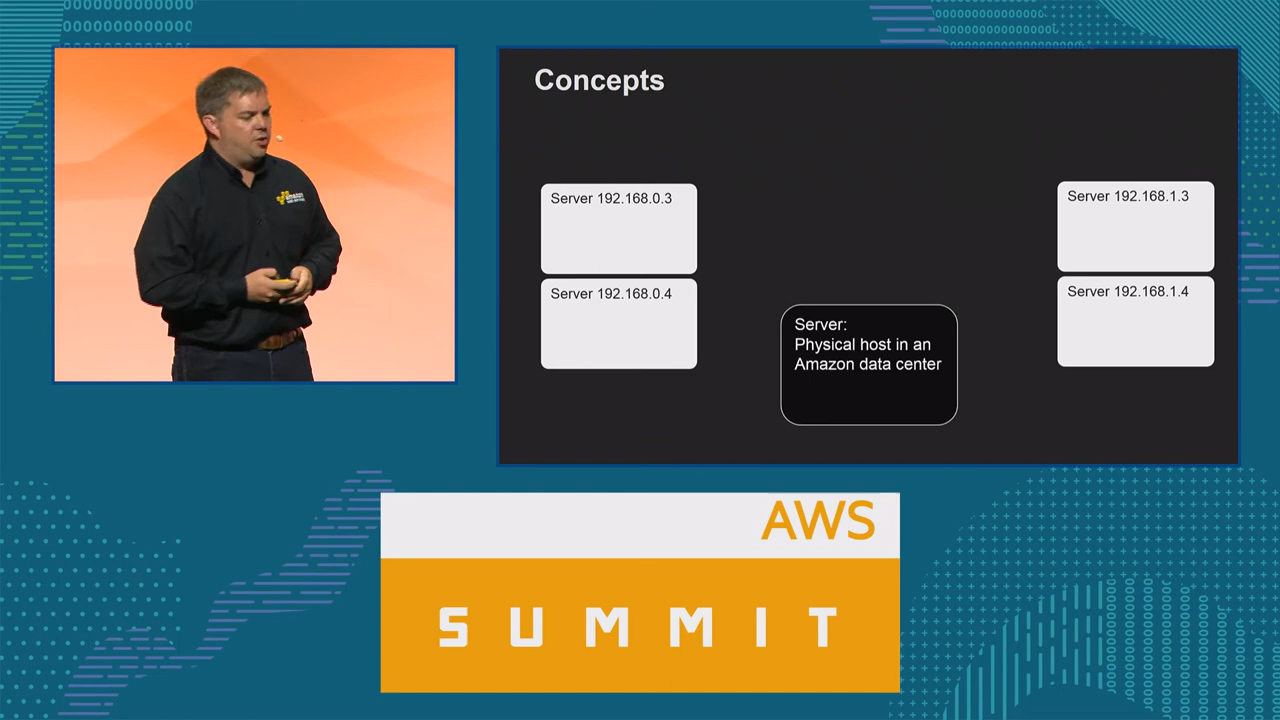 Concepts
Server 192.168.0.3
Server 192.168.0.4
Server:
Physical host in an
Amazon data center
Server 192.168.1.3
Server 192.168.1.4
amazon
AWS
SUMMIT